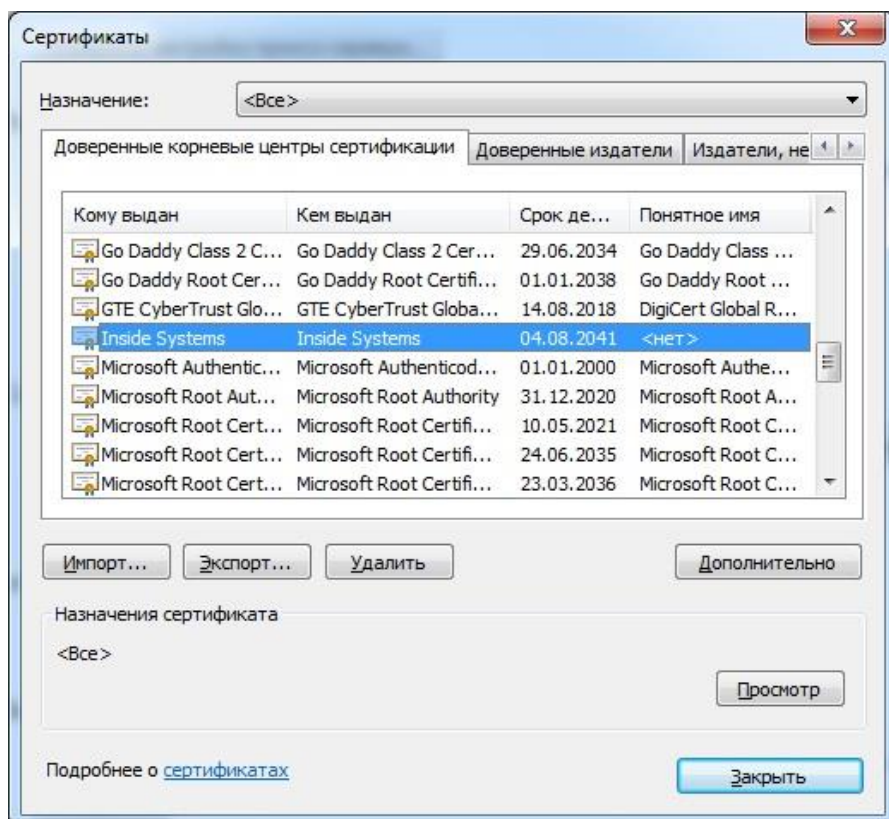 Сертификаты
Назначение: <Все>
Доверенные корневые центры сертификации Доверенные издатели Издатели, не
Кому выдан Кем выдан Срок де... Понятное имя
Go Daddy Class 2 C... Go Daddy Class 2 Cer... 29.06.2034 Go Daddy Class ...
Go Daddy Root Cer... Go Daddy Root Certifi... 01.01.2038 Go Daddy Root ...
GTE CyberTrust Glo... GTE CyberTrust Globa... 14.08.2018 DigiCert Global R...
Inside Systems Inside Systems 04.08.2041 <нет>
Microsoft Authentic... Microsoft Authenticod... 01.01.2000 Microsoft Authe...
Microsoft Root Aut... Microsoft Root Authority 31.12.2020 Microsoft Root A...
Microsoft Root Cert... Microsoft Root Certifi... 10.05.2021 Microsoft Root C...
Microsoft Root Cert... Microsoft Root Certifi... 24.06.2035 Microsoft Root C...
Microsoft Root Cert... Microsoft Root Certifi... 23.03.2036 Microsoft Root C...
Импорт... Экспорт... Удалить Дополнительно
Назначения сертификата
<Все>
Просмотр
Подробнее о сертификатах
Закрыть